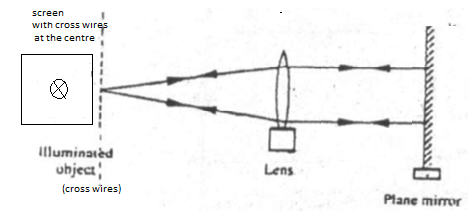 screen
with cross wires
at the centre
Illuminated
object
(cross wires)
Lens
Plane mirror